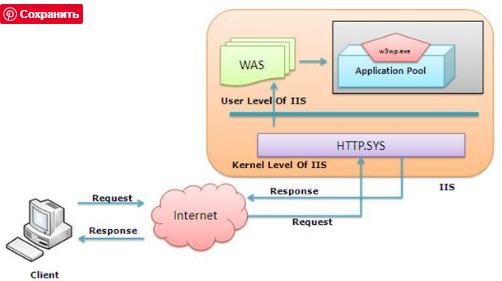 Сохранить
w3wp.exe
WAS
Application Pool
User Level Of IIS
HTTP.SYS
Kernel Level Of IIS
IIS
Response
Request
Internet
Request
Response
Client